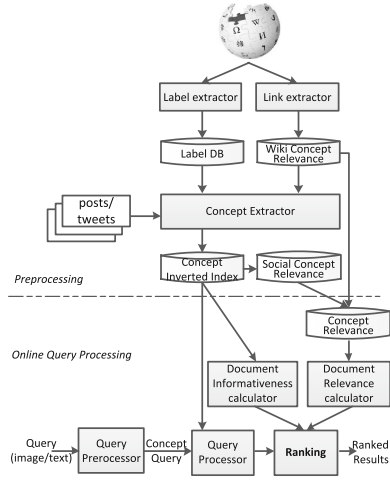 Label extractor
Link extractor
Label DB
Wiki Concept
Relevance
posts/
tweets
Concept Extractor
Concept
Inverted Index
Social Concept
Relevance
Preprocessing
Concept
Relevance
Online Query Processing
Document
Informativeness
calculator
Document
Relevance
calculator
Query
(image/text)
Query
Prerocessor
Concept
Query
Query
Processor
Ranking
Ranked
Results